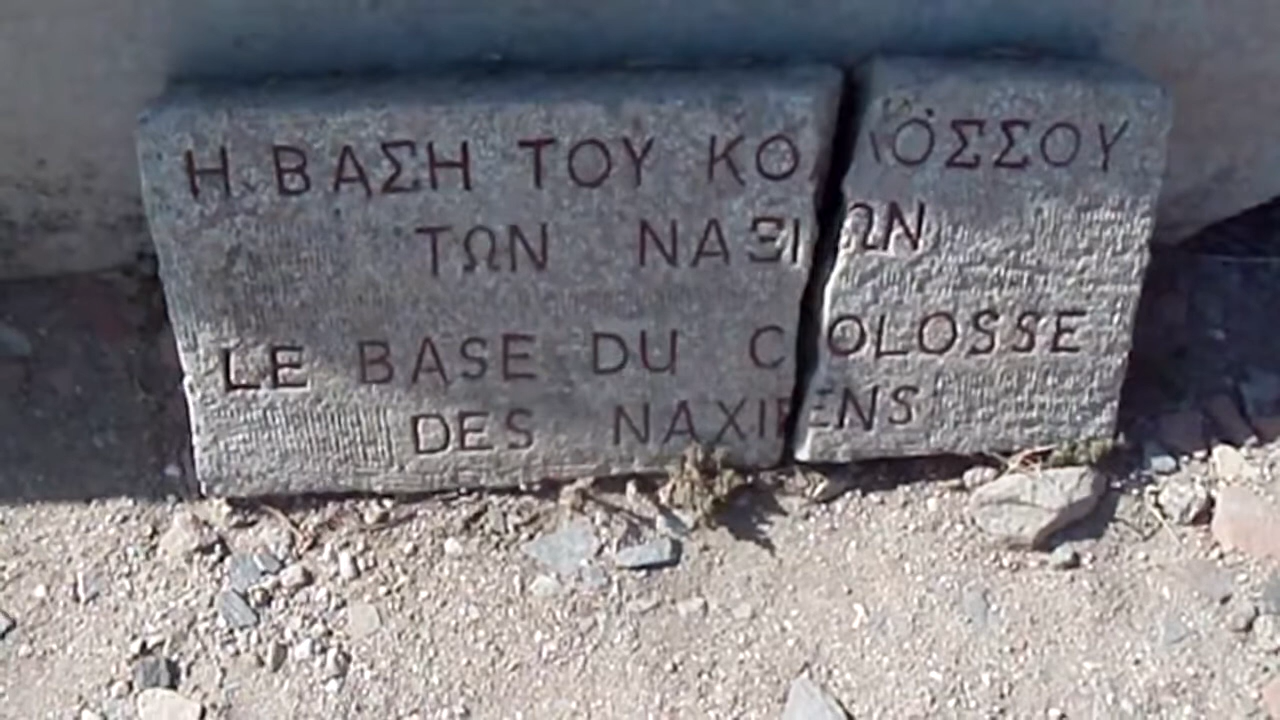 Η ΒΑΣΗ ΤΟΥ ΚΟΛΟΣΣΟΥ
ΤΩΝ ΝΑΞΙΩΝ
LE BASE DU COLOSSE
DES NAXIENS